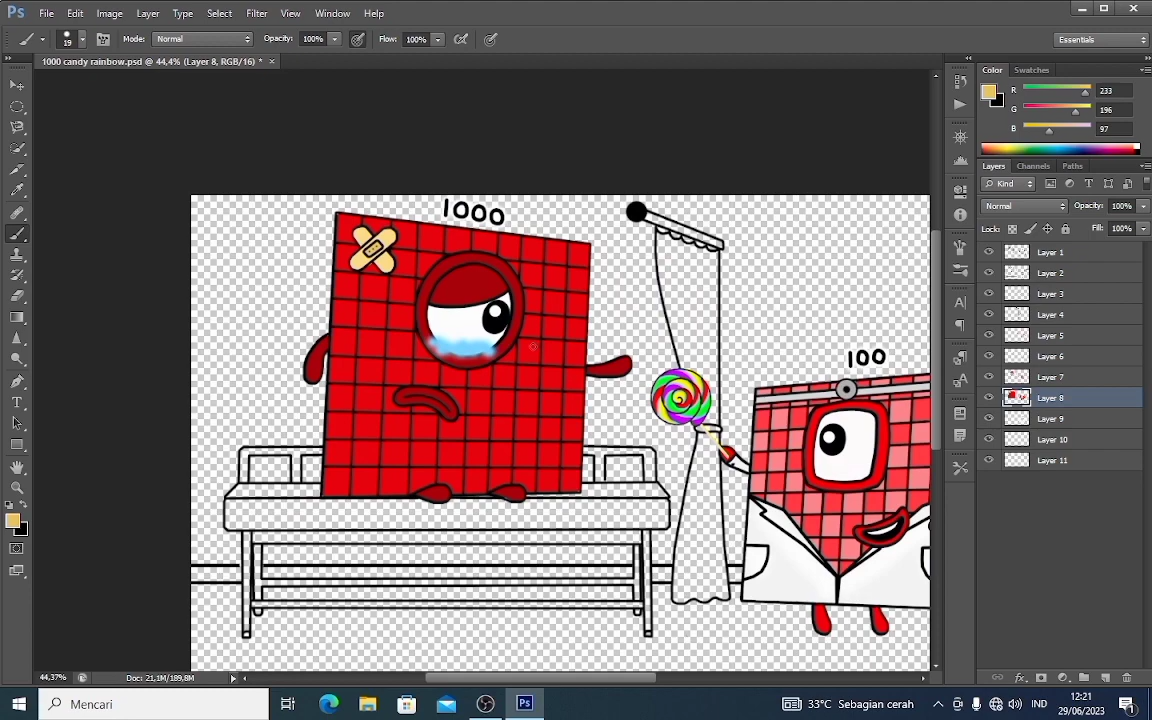 Ps File Edit Image Layer Type Select Filter View Window Help
19 Mode: Normal Opacity: 100% Flow: 100% Essentials
1000 candy rainbow.psd @ 44,4% (Layer 8, RGB/16) * ×
Color Swatches
R 233
G 196
B 97
Layers Channels Paths
Kind
Normal Opacity: 100%
Lock: Fill: 100%
Layer 1
Layer 2
Layer 3
Layer 4
Layer 5
Layer 6
Layer 7
Layer 8
Layer 9
Layer 10
Layer 11
1000
100
44,37% Doc: 21,1M/189,8M
Mencari
33°C Sebagian cerah
IND
12:21
29/06/2023
1